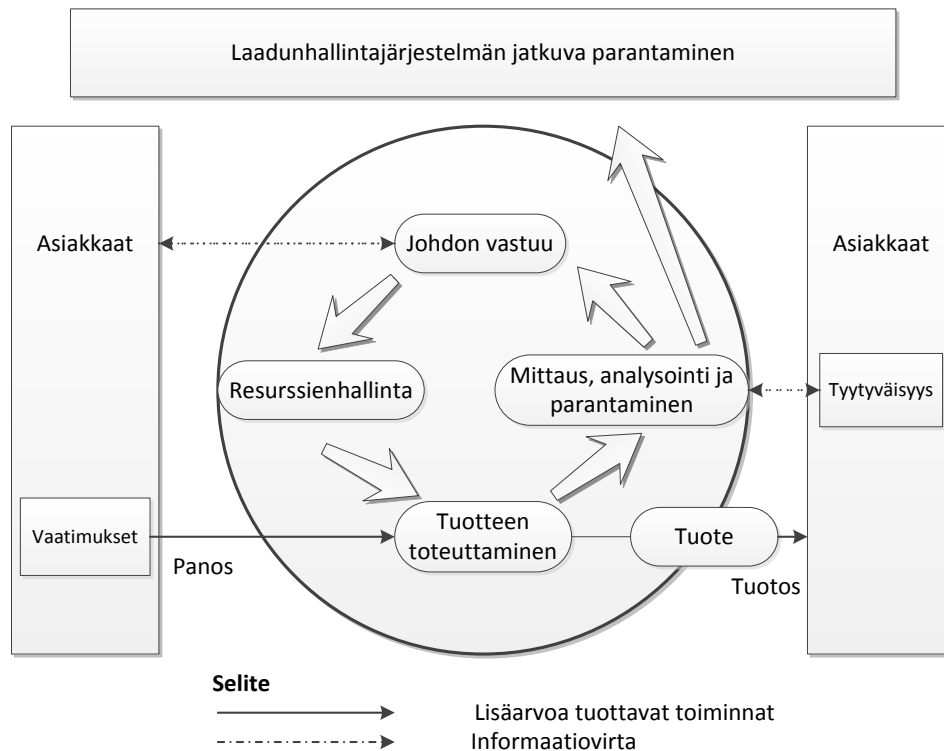 Laadunhallintajärjestelmän jatkuva parantaminen
Asiakkaat
Johdon vastuu
Asiakkaat
Resurssienhallinta
Mittaus, analysointi ja
parantaminen
Tyytyväisyys
Vaatimukset
Panos
Tuotteen
toteuttaminen
Tuote
Tuotos
Selite
Lisäarvoa tuottavat toiminnat
Informaatiovirta